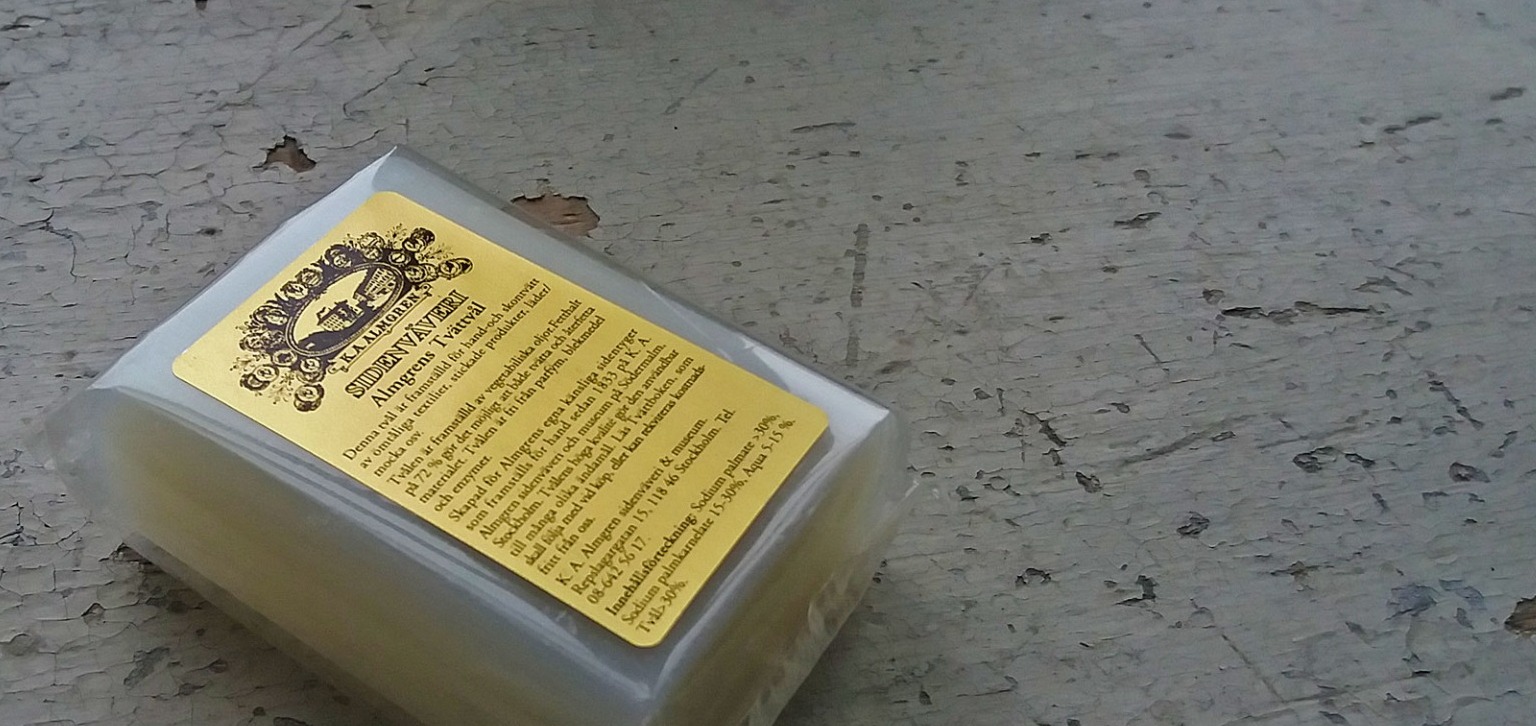 K.A. ALMGREN
SIDENVÄVERI
Almgrens Tvättvål
Denna tvål är framställd för hand-och skontvätt
av ömtåliga textilier, stickade produkter, läder/
mocka osv.
Tvålen är framställd av vegetabiliska oljor. Fetthalt
på 72 % gör det möjligt att både tvätta och återfetta
materialet. Tvålen är fri från parfym, blekmedel
och enzymer.
Skapad för Almgrens egna känsliga sidentyger
som framställs för hand sedan 1833 på K. A.
Almgren sidenväveri och museum på Södermalm,
Stockholm. Tvålens höga kvalité gör den användbar
till många olika ändamål. Läs Tvättboken, som
skall följa med vid köp eller kan rekvireras kostnads-
fritt från oss.
K. A. Almgren sidenväveri & museum.
Repslagargatan 15, 118 46 Stockholm. Tel.
08-642 56 17.
Innehållsförteckning: Sodium palmate >30%,
Sodium palmkarnelate 15-30%, Aqua 5-15 %.
Tvål>30%.